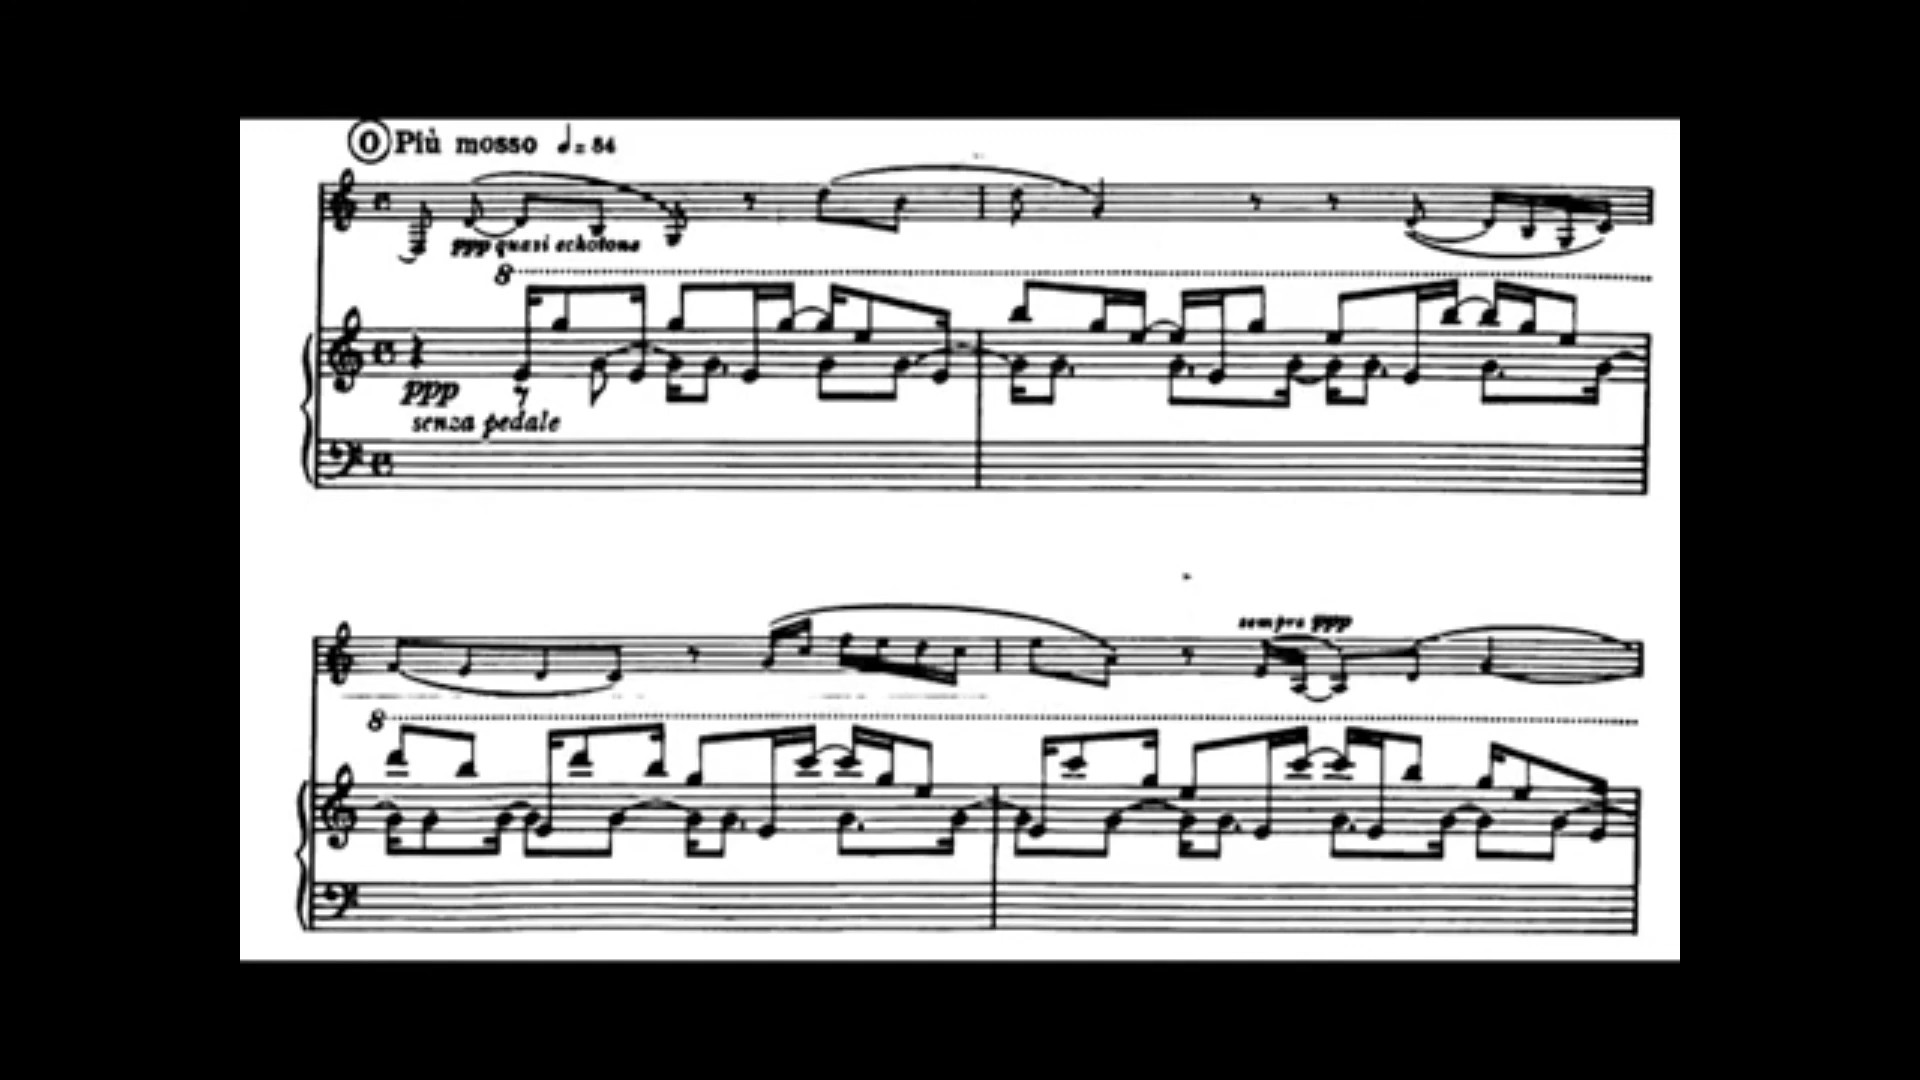 O Più mosso ♩= 84
ppp quasi echotone
8
ppp
senza pedale
sempre ppp
8